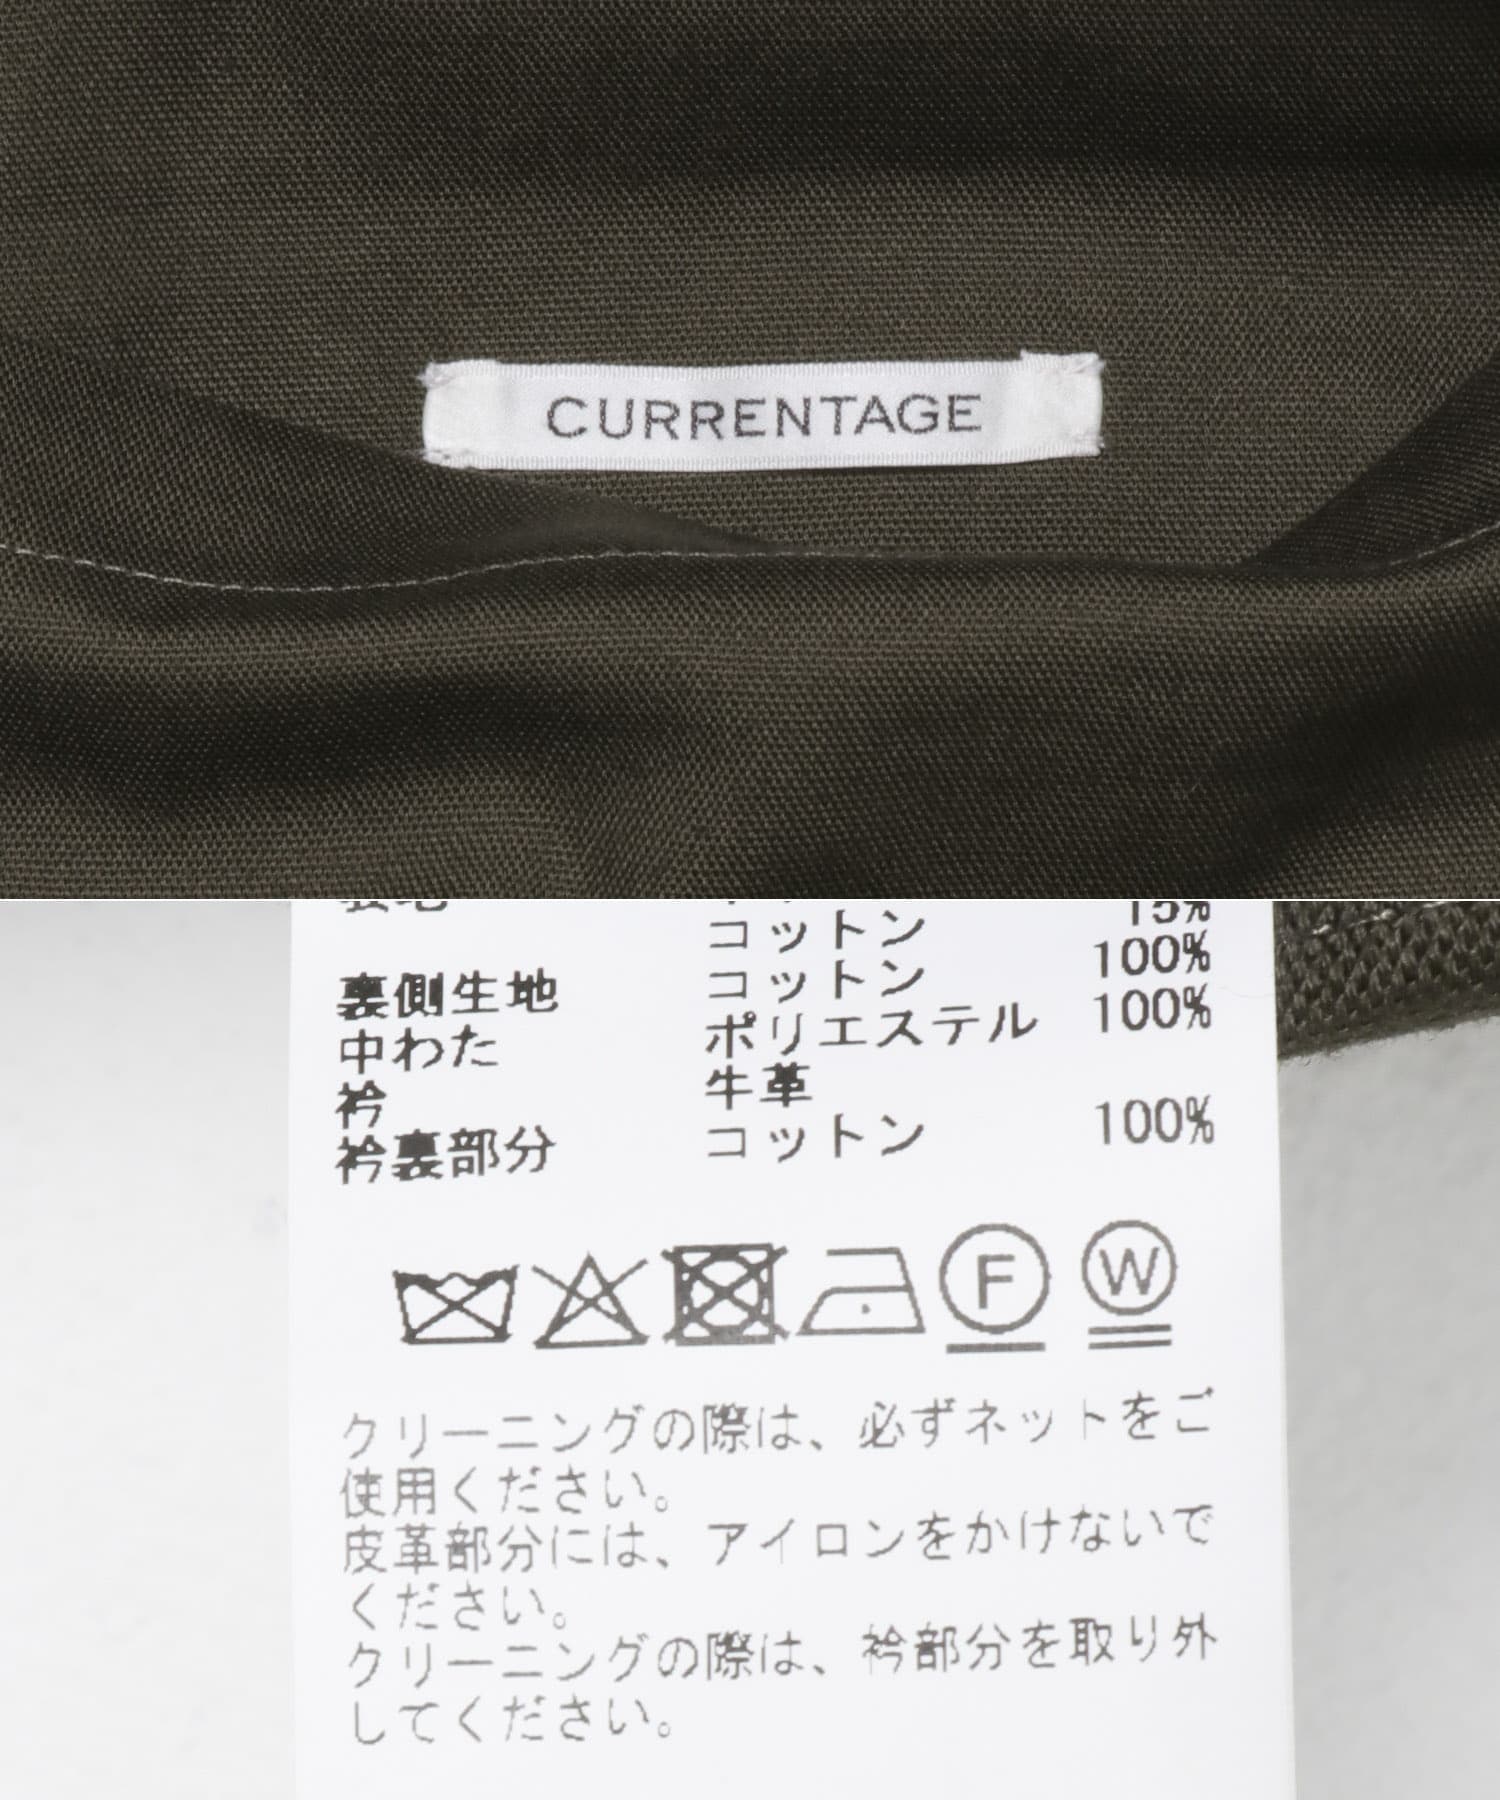 CURRENTAGE
15%
コットン 100%
裏側生地 コットン 100%
中わた ポリエステル 100%
衿 牛革
衿裏部分 コットン 100%
F W
クリーニングの際は、必ずネットをご
使用ください。
皮革部分には、アイロンをかけないで
ください。
クリーニングの際は、衿部分を取り外
してください。